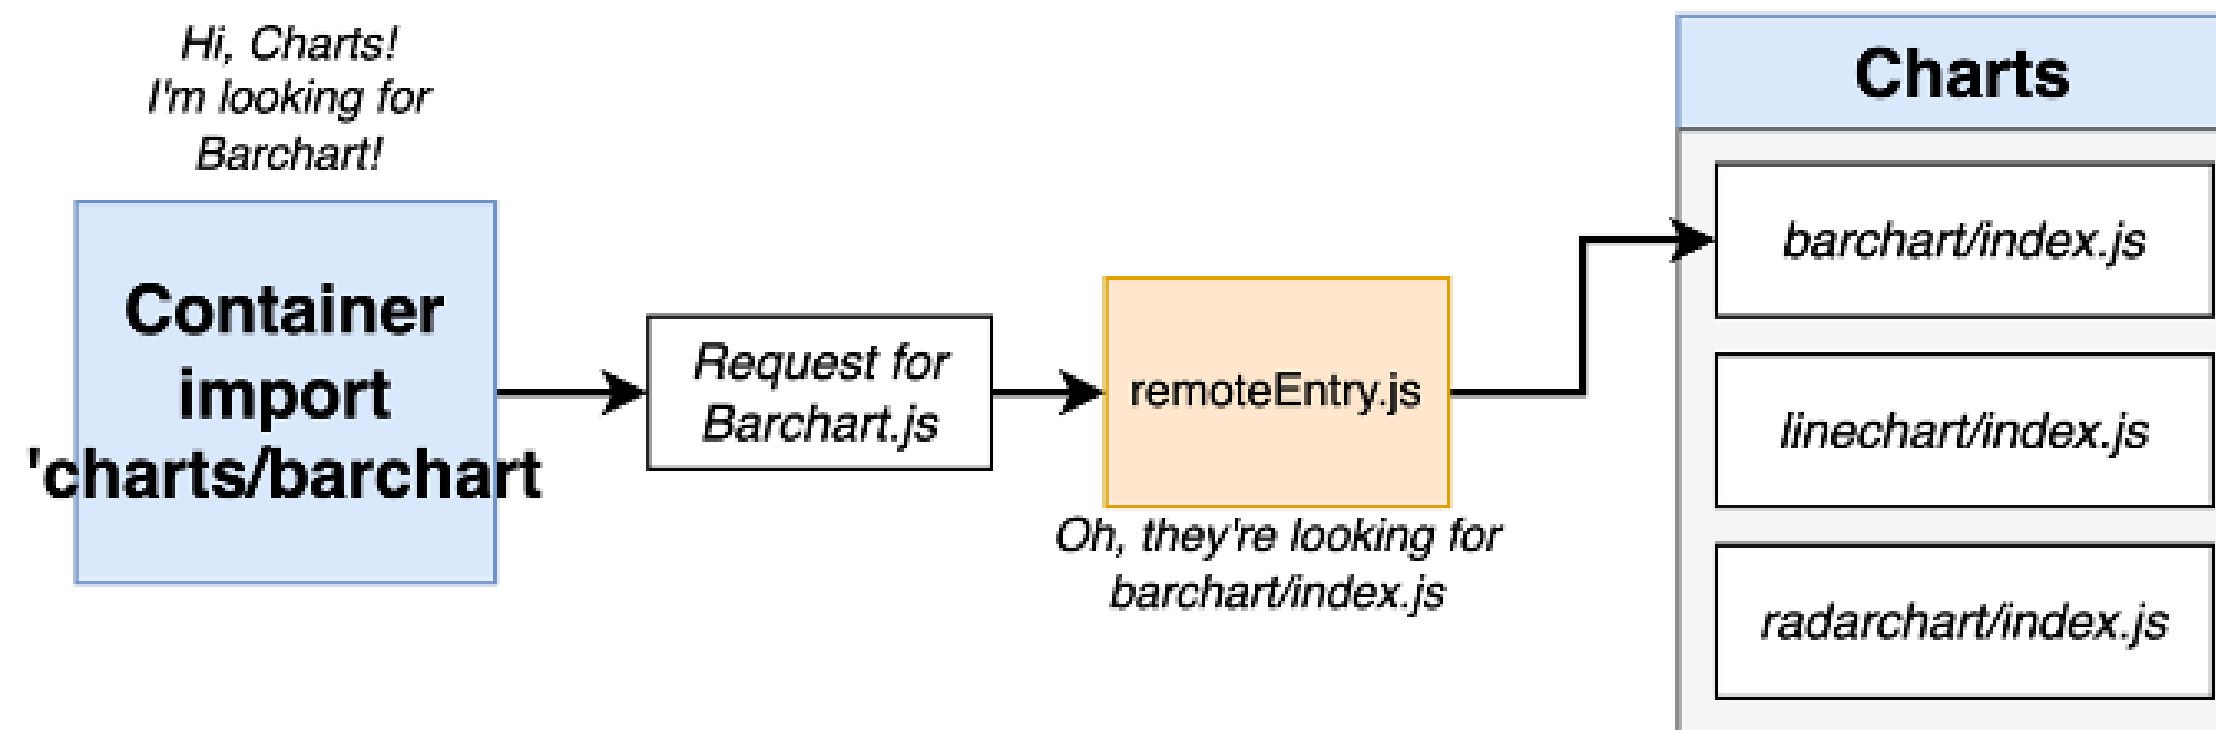 Hi, Charts!
I'm looking for
Barchart!
Container
import
'charts/barchart
Request for
Barchart.js
remoteEntry.js
Oh, they're looking for
barchart/index.js
Charts
barchart/index.js
linechart/index.js
radarchart/index.js